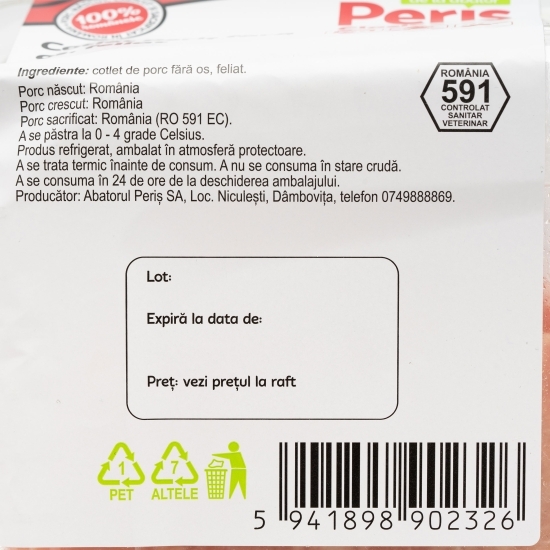 100%
Peris
Ingrediente: cotlet de porc fără os, feliat.
Porc născut: România
Porc crescut: România
Porc sacrificat: România (RO 591 EC).
A se păstra la 0 - 4 grade Celsius.
Produs refrigerat, ambalat în atmosferă protectoare.
A se trata termic înainte de consum. A nu se consuma în stare crudă.
A se consuma în 24 de ore de la deschiderea ambalajului.
Producător: Abatorul Periș SA, Loc. Niculești, Dâmbovița, telefon 0749888869.
ROMÂNIA
591
CONTROLAT
SANITAR
VETERINAR
Lot:
Expiră la data de:
Preț: vezi prețul la raft
1
PET
7
ALTELE
5 941898 902326